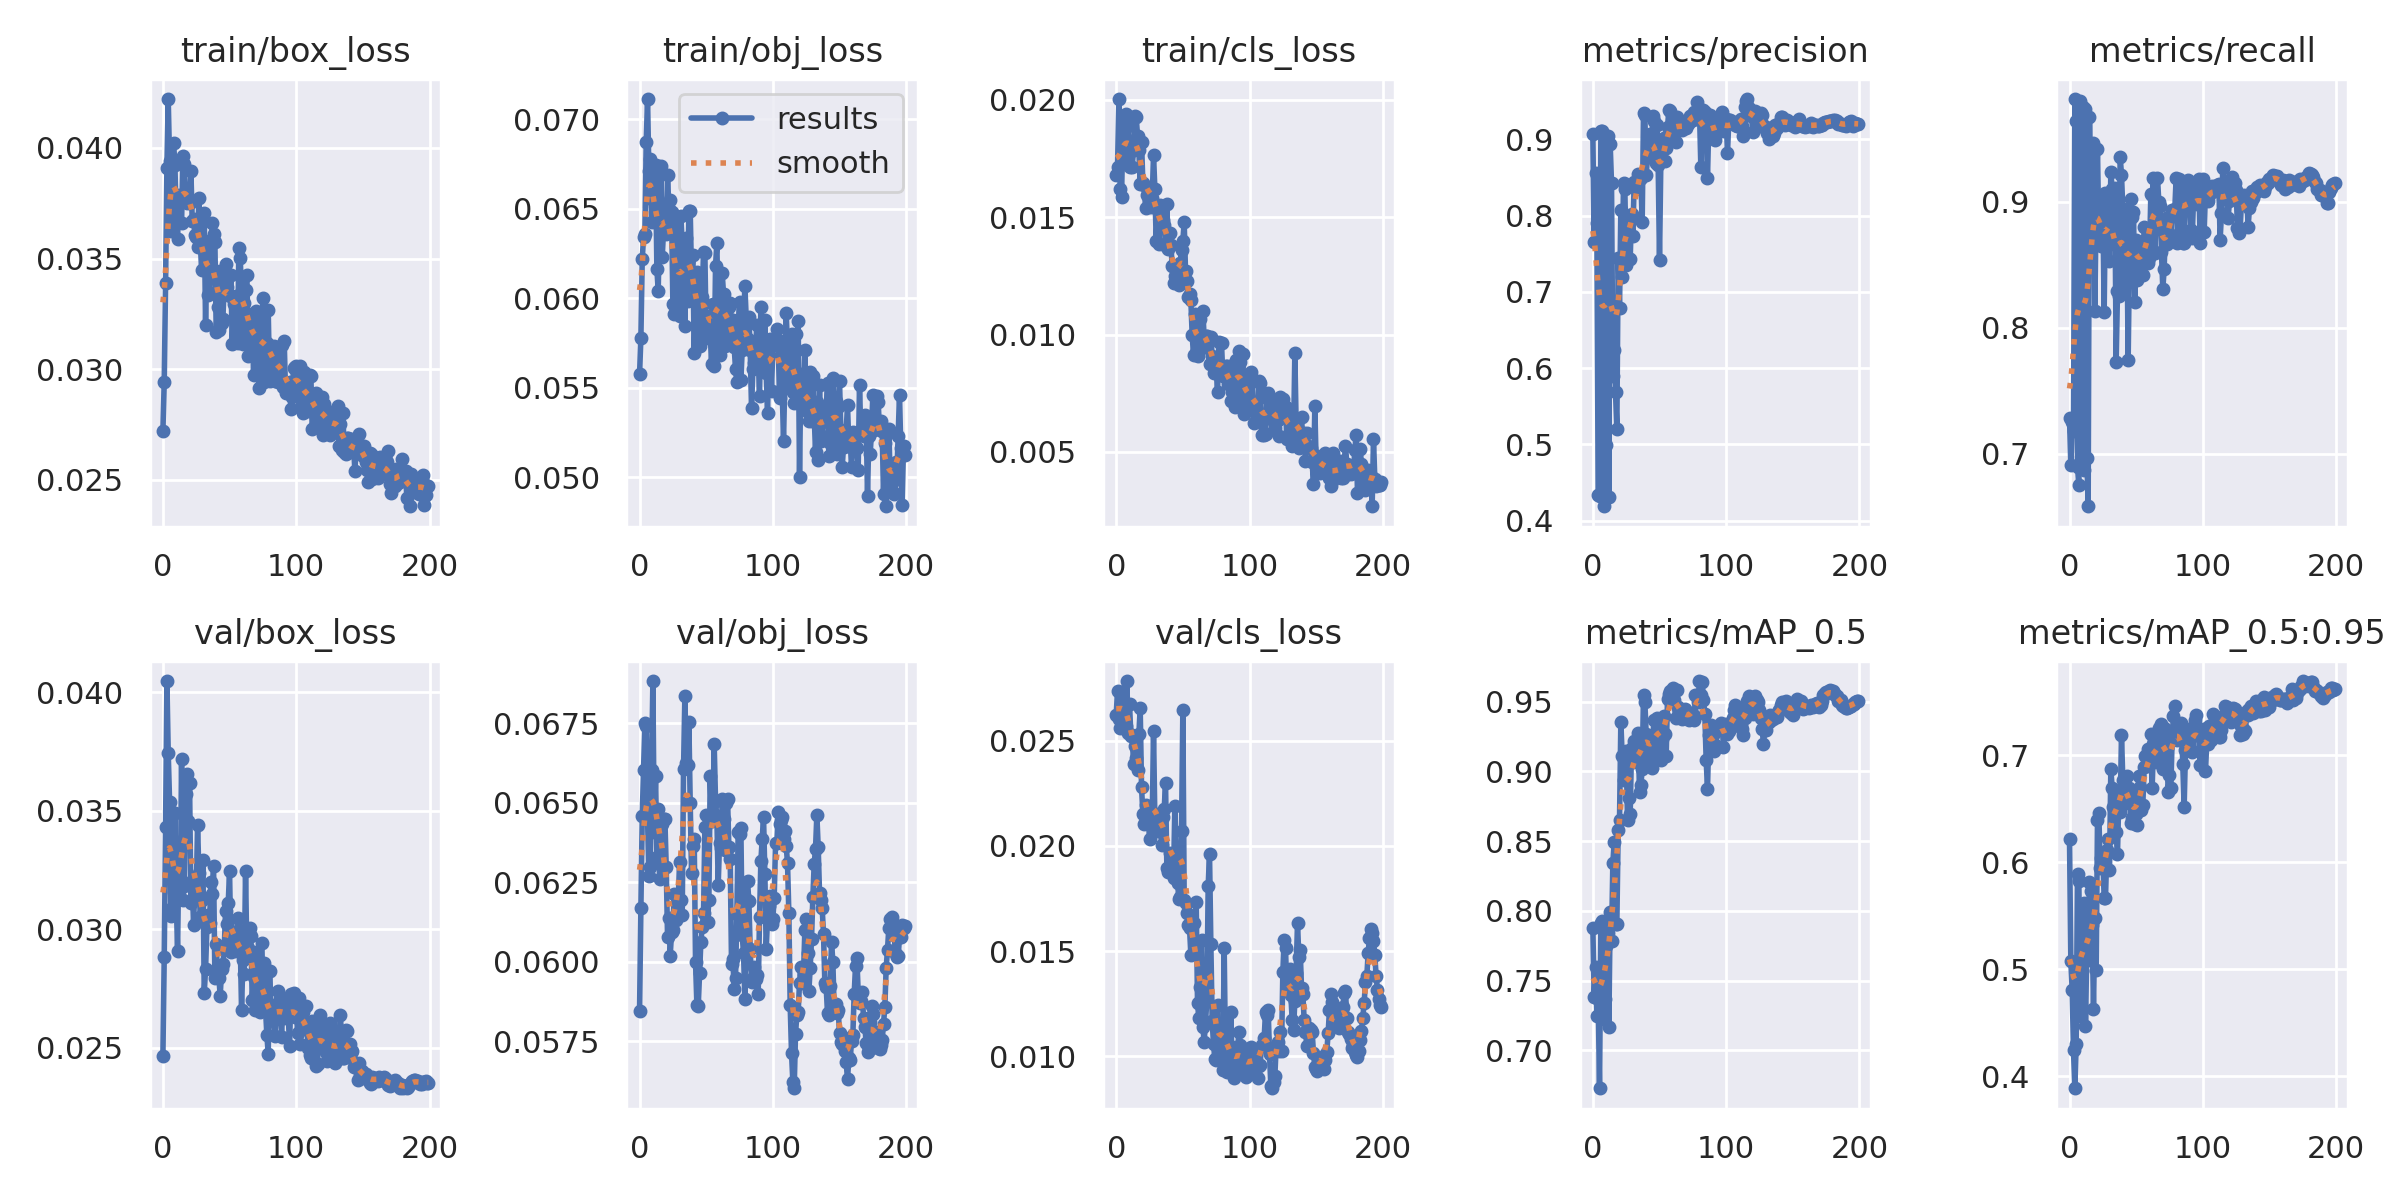 train/box_loss
0.040
0.035
0.030
0.025
0 100 200
train/obj_loss
results
smooth
0.070
0.065
0.060
0.055
0.050
0 100 200
train/cls_loss
0.020
0.015
0.010
0.005
0 100 200
metrics/precision
0.9
0.8
0.7
0.6
0.5
0.4
0 100 200
metrics/recall
0.9
0.8
0.7
0 100 200
val/box_loss
0.040
0.035
0.030
0.025
0 100 200
val/obj_loss
0.0675
0.0650
0.0625
0.0600
0.0575
0 100 200
val/cls_loss
0.025
0.020
0.015
0.010
0 100 200
metrics/mAP_0.5
0.95
0.90
0.85
0.80
0.75
0.70
0 100 200
metrics/mAP_0.5:0.95
0.7
0.6
0.5
0.4
0 100 200